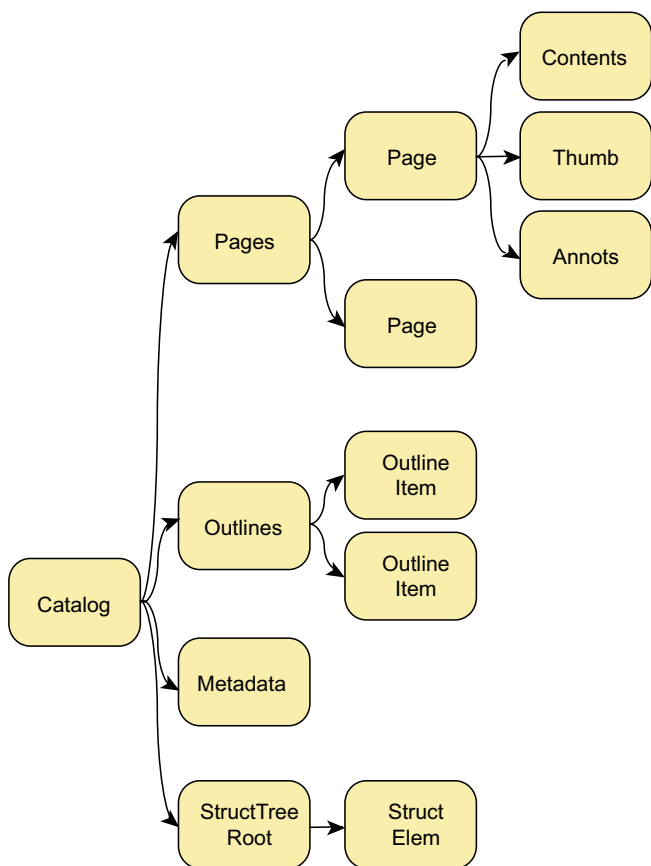 Contents
Page
Thumb
Pages
Annots
Page
Outline
Item
Outlines
Outline
Item
Catalog
Metadata
StructTree
Root
Struct
Elem